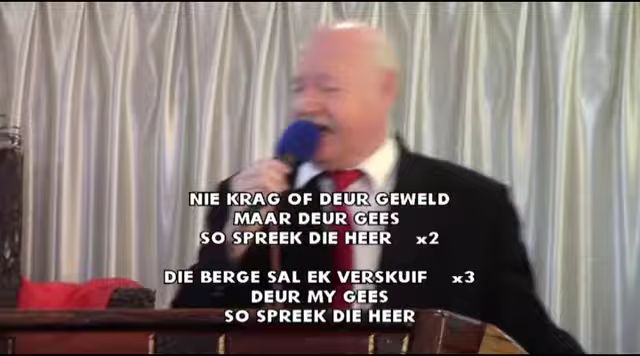 NIE KRAG OF DEUR GEWELD
MAAR DEUR GEES
SO SPREEK DIE HEER x2
DIE BERGE SAL EK VERSKUIF x3
DEUR MY GEES
SO SPREEK DIE HEER